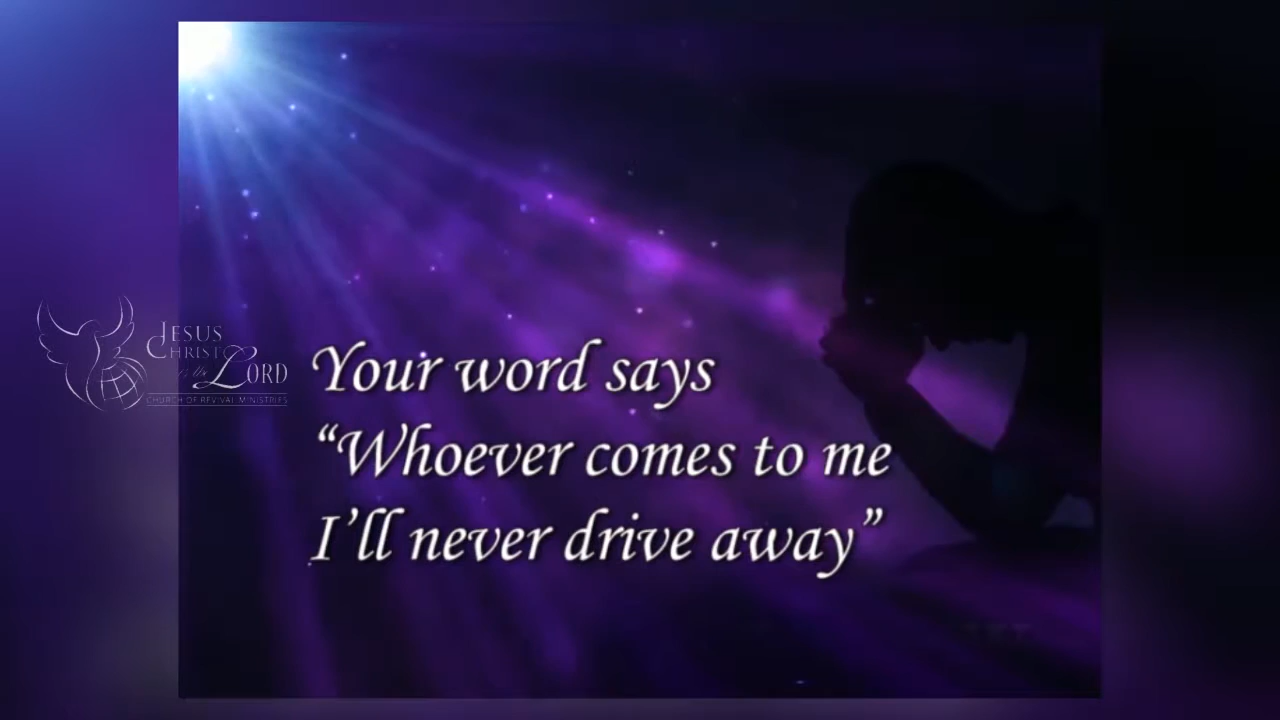 JESUS
CHRIST
is the LORD
CHURCH OF REVIVAL MINISTRIES
Your word says
“Whoever comes to me
I’ll never drive away”